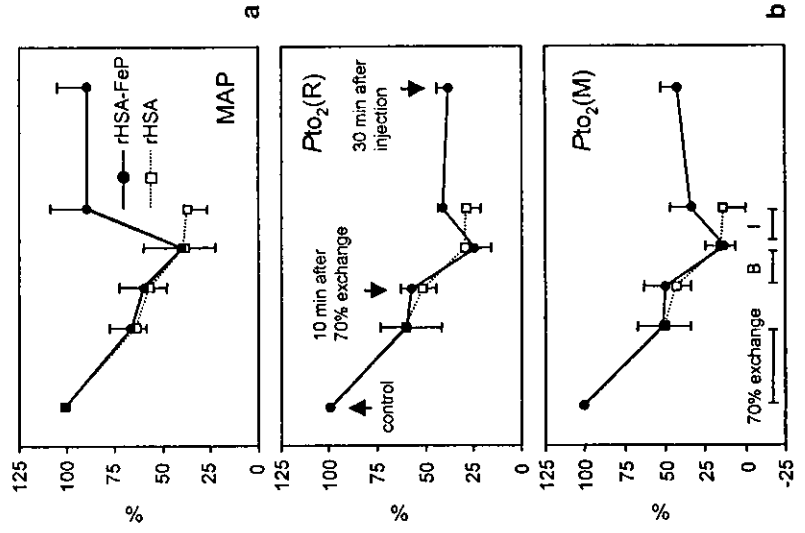 a
125
100
75
50
25
0
%
rHSA-FeP
rHSA
MAP
125
100
75
50
25
0
%
control
10 min after
70% exchange
30 min after
injection
Pto₂(R)
125
100
75
50
25
0
-25
%
70% exchange
B
I
Pto₂(M)
b